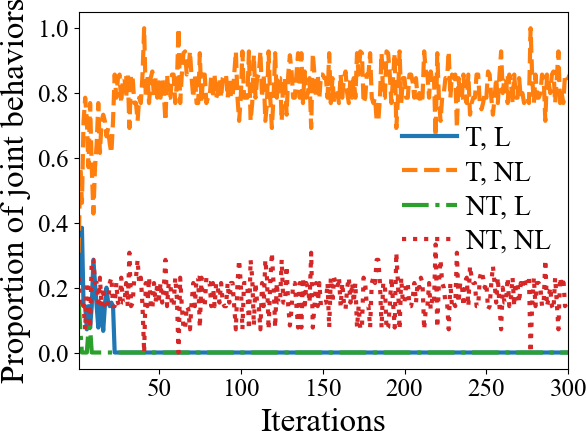 Proportion of joint behaviors
1.0
0.8
0.6
0.4
0.2
0.0
T, L
T, NL
NT, L
NT, NL
50 100 150 200 250 300
Iterations